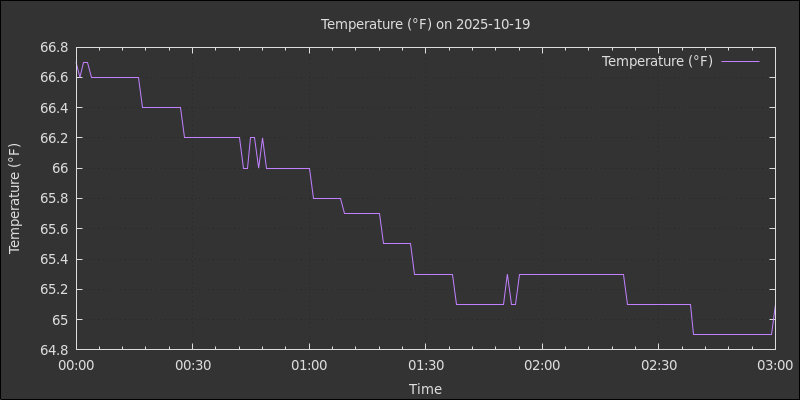 Temperature (°F) on 2025-10-19
Temperature (°F)
66.8
66.6
66.4
66.2
66
65.8
65.6
65.4
65.2
65
64.8
Temperature (°F)
00:00 00:30 01:00 01:30 02:00 02:30 03:00
Time